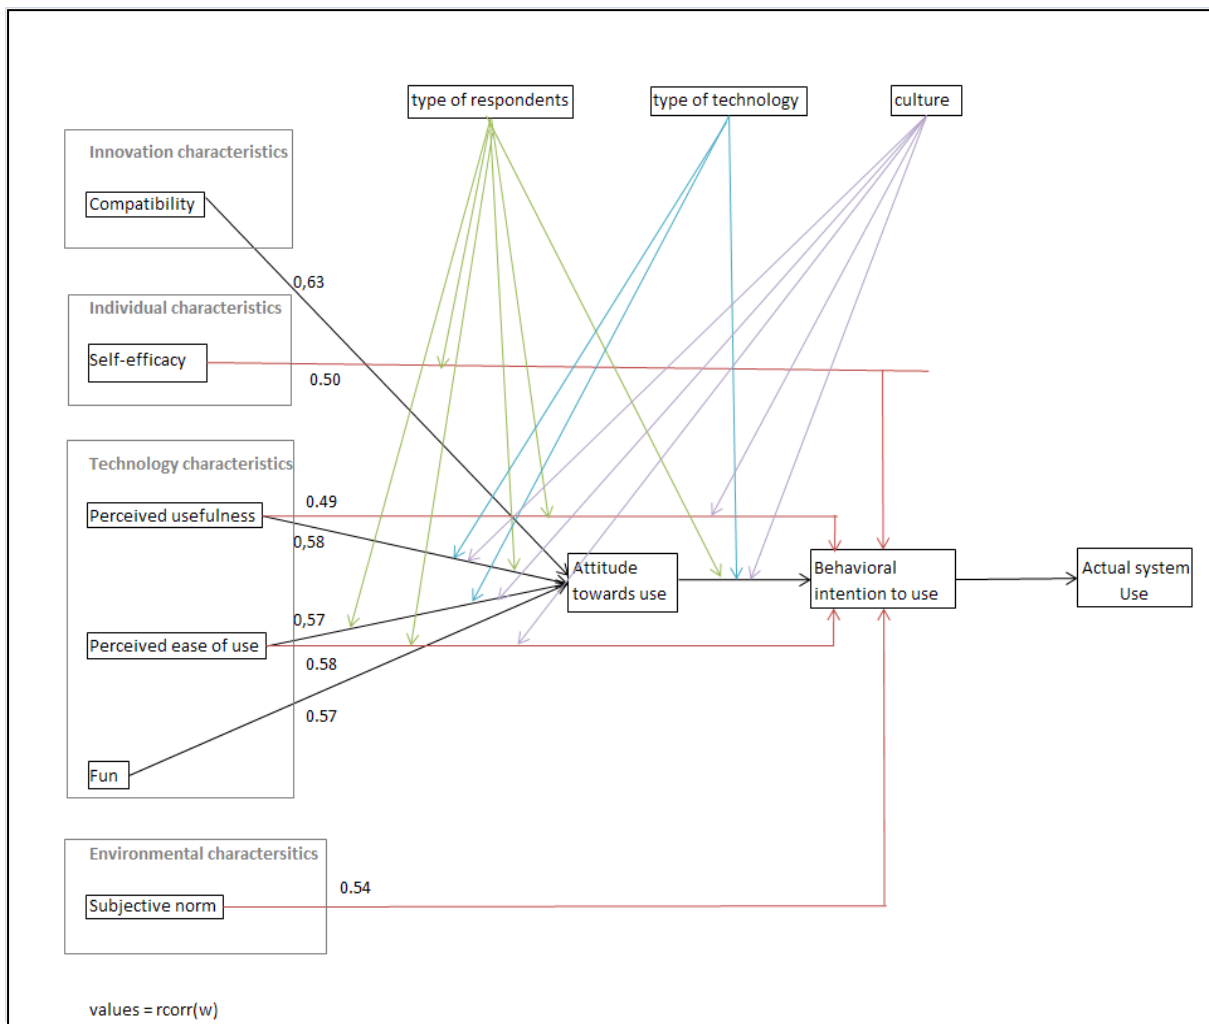 type of respondents
type of technology
culture
Innovation characteristics
Compatibility
0,63
Individual characteristics
Self-efficacy
0.50
Technology characteristics
Perceived usefulness
0.49
0,58
Attitude
towards use
Behavioral
intention to use
Actual system
Use
0,57
Perceived ease of use
0.58
0.57
Fun
Environmental charactersitics
Subjective norm
0.54
values = rcorr(w)